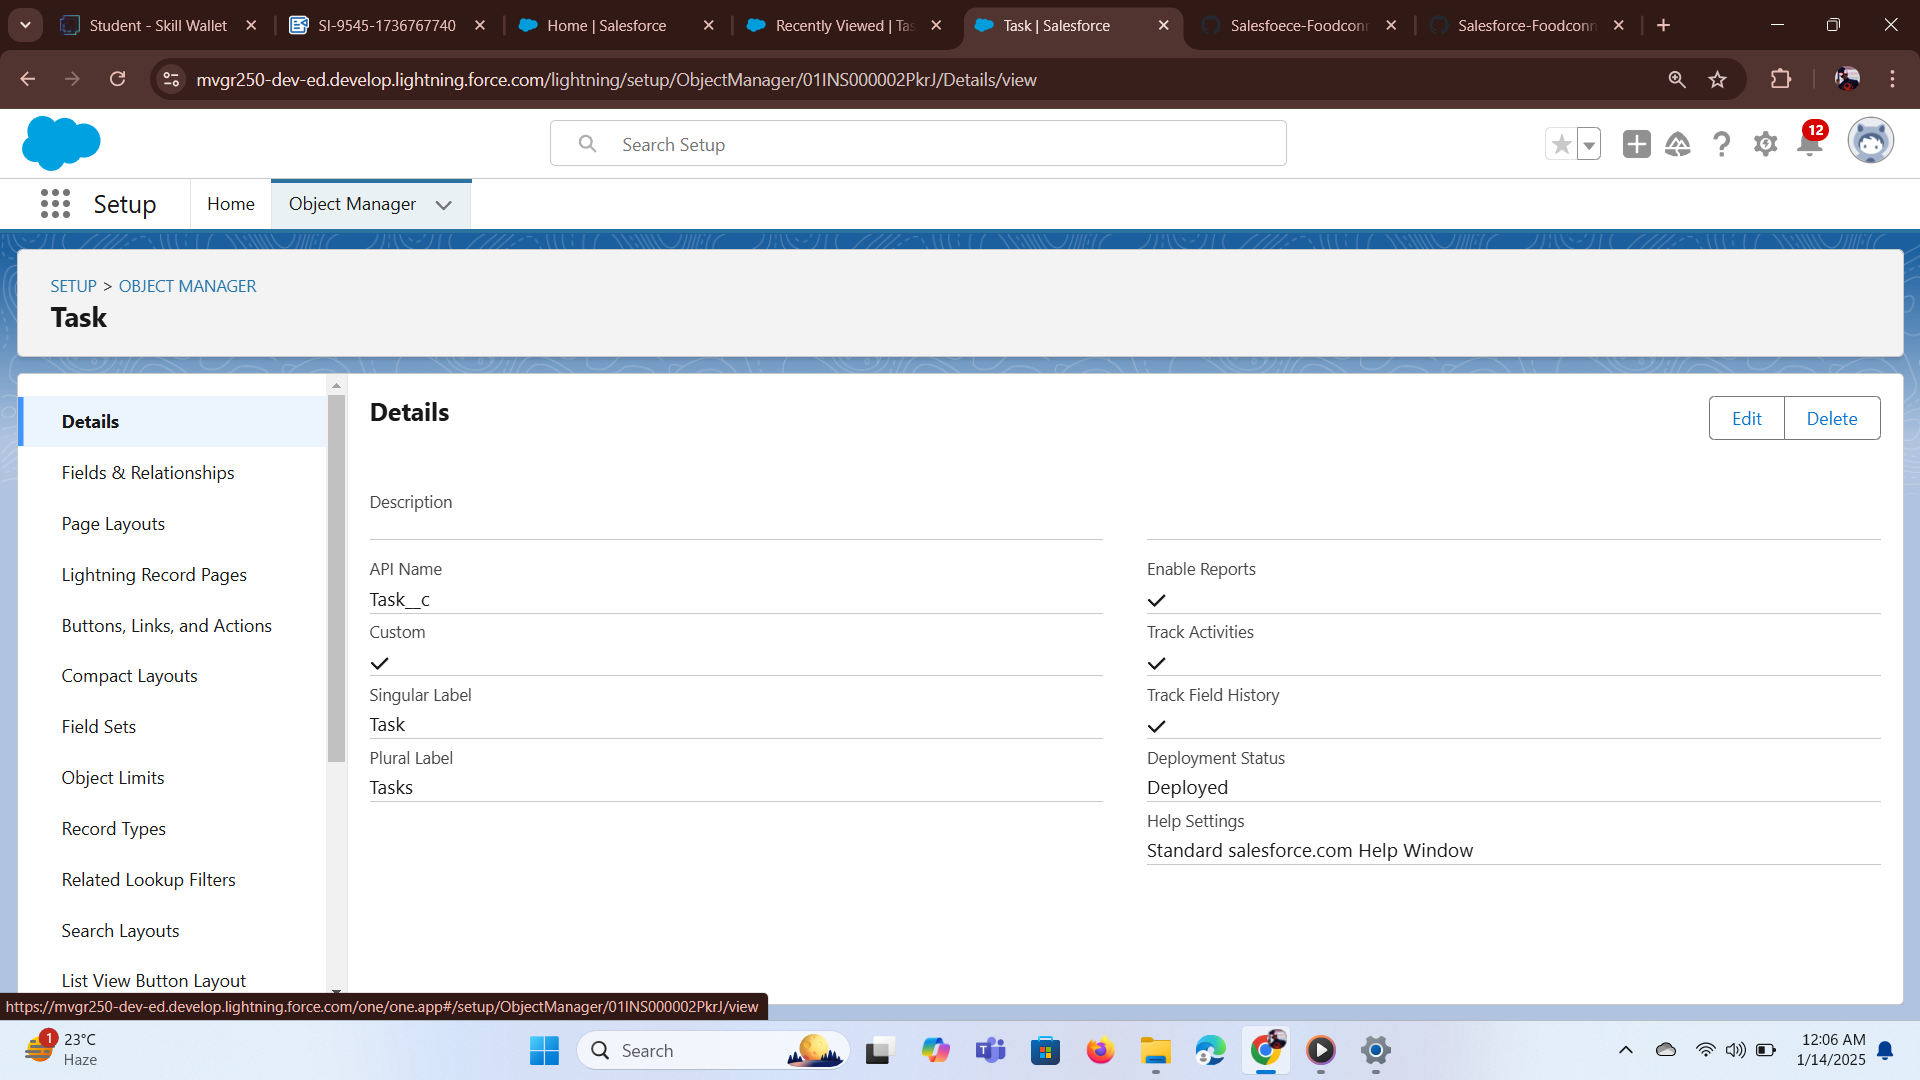 Student - Skill Wallet
SI-9545-1736767740
Home | Salesforce
Recently Viewed | Tas
Task | Salesforce
Salesfoece-Foodconn
Salesforce-Foodconn
mvgr250-dev-ed.develop.lightning.force.com/lightning/setup/ObjectManager/01INS000002PkrJ/Details/view
Search Setup
12
Setup
Home
Object Manager
SETUP > OBJECT MANAGER
Task
Details
Fields & Relationships
Page Layouts
Lightning Record Pages
Buttons, Links, and Actions
Compact Layouts
Field Sets
Object Limits
Record Types
Related Lookup Filters
Search Layouts
List View Button Layout
Details
Edit
Delete
Description
API Name
Task__c
Custom
Singular Label
Task
Plural Label
Tasks
Enable Reports
Track Activities
Track Field History
Deployment Status
Deployed
Help Settings
Standard salesforce.com Help Window
https://mvgr250-dev-ed.develop.lightning.force.com/one/one.app#/setup/ObjectManager/01INS000002PkrJ/view
1
23°C
Haze
Search
12:06 AM
1/14/2025